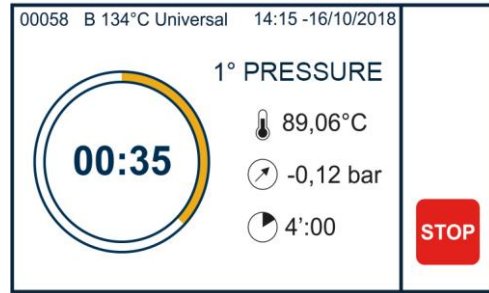 00058 B 134°C Universal 14:15 -16/10/2018
1° PRESSURE
89,06°C
00:35
-0,12 bar
4':00
STOP